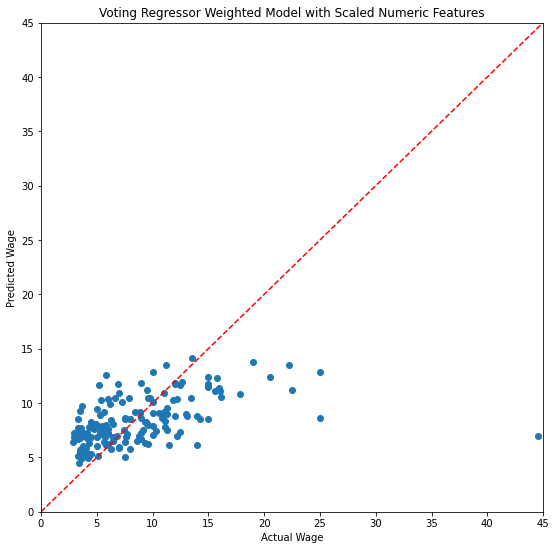 Voting Regressor Weighted Model with Scaled Numeric Features
45
40
35
30
25
20
15
10
5
0
Predicted Wage
0 5 10 15 20 25 30 35 40 45
Actual Wage